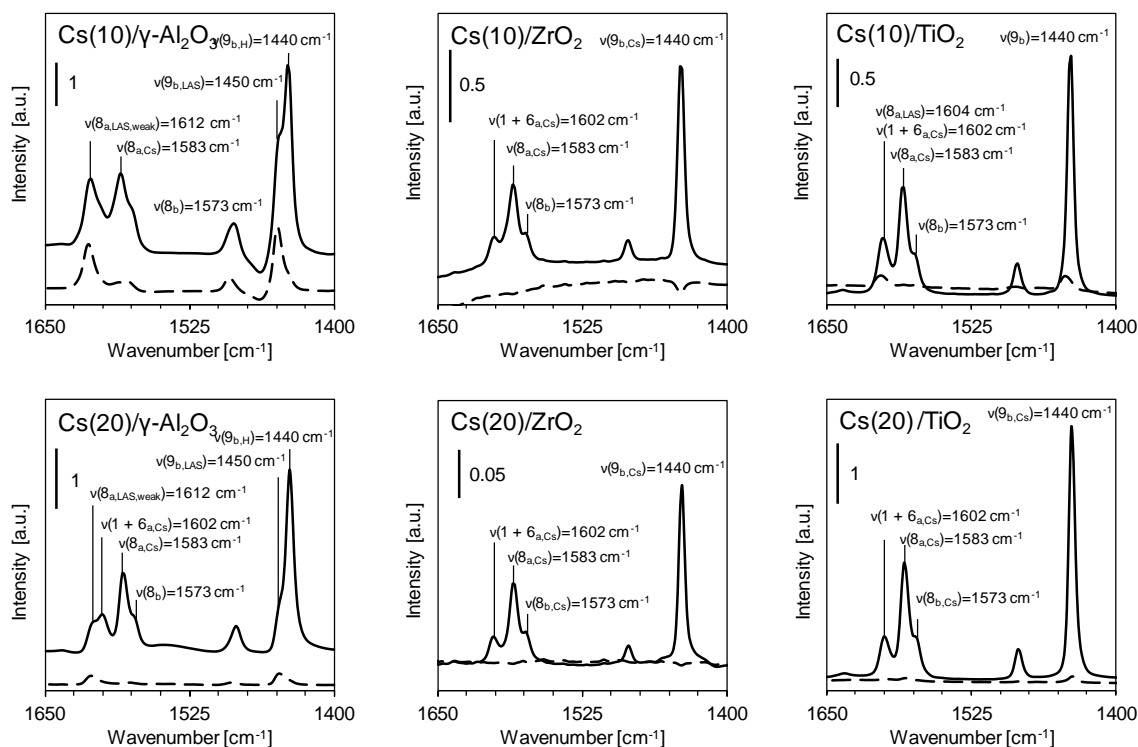 Cs(10)/γ-Al₂O₃
ν(9b,H)=1440 cm⁻¹
1
ν(9b,LAS)=1450 cm⁻¹
ν(8a,LAS,weak)=1612 cm⁻¹
ν(8a,Cs)=1583 cm⁻¹
ν(8b)=1573 cm⁻¹
Intensity [a.u.]
1650 1525 1400
Wavenumber [cm⁻¹]
Cs(10)/ZrO₂
ν(9b,Cs)=1440 cm⁻¹
0.5
ν(1 + 6a,Cs)=1602 cm⁻¹
ν(8a,Cs)=1583 cm⁻¹
ν(8b)=1573 cm⁻¹
Intensity [a.u.]
1650 1525 1400
Wavenumber [cm⁻¹]
Cs(10)/TiO₂
ν(9b)=1440 cm⁻¹
0.5
ν(8a,LAS)=1604 cm⁻¹
ν(1 + 6a,Cs)=1602 cm⁻¹
ν(8a,Cs)=1583 cm⁻¹
ν(8b)=1573 cm⁻¹
Intensity [a.u.]
1650 1525 1400
Wavenumber [cm⁻¹]
Cs(20)/γ-Al₂O₃
ν(9b,H)=1440 cm⁻¹
ν(9b,LAS)=1450 cm⁻¹
1
ν(8a,LAS,weak)=1612 cm⁻¹
ν(1 + 6a,Cs)=1602 cm⁻¹
ν(8a,Cs)=1583 cm⁻¹
ν(8b)=1573 cm⁻¹
Intensity [a.u.]
1650 1525 1400
Wavenumber [cm⁻¹]
Cs(20)/ZrO₂
ν(9b,Cs)=1440 cm⁻¹
0.05
ν(1 + 6a,Cs)=1602 cm⁻¹
ν(8a,Cs)=1583 cm⁻¹
ν(8b,Cs)=1573 cm⁻¹
Intensity [a.u.]
1650 1525 1400
Wavenumber [cm⁻¹]
Cs(20)/TiO₂
ν(9b,Cs)=1440 cm⁻¹
1
ν(1 + 6a,Cs)=1602 cm⁻¹
ν(8a,Cs)=1583 cm⁻¹
ν(8b,Cs)=1573 cm⁻¹
Intensity [a.u.]
1650 1525 1400
Wavenumber [cm⁻¹]